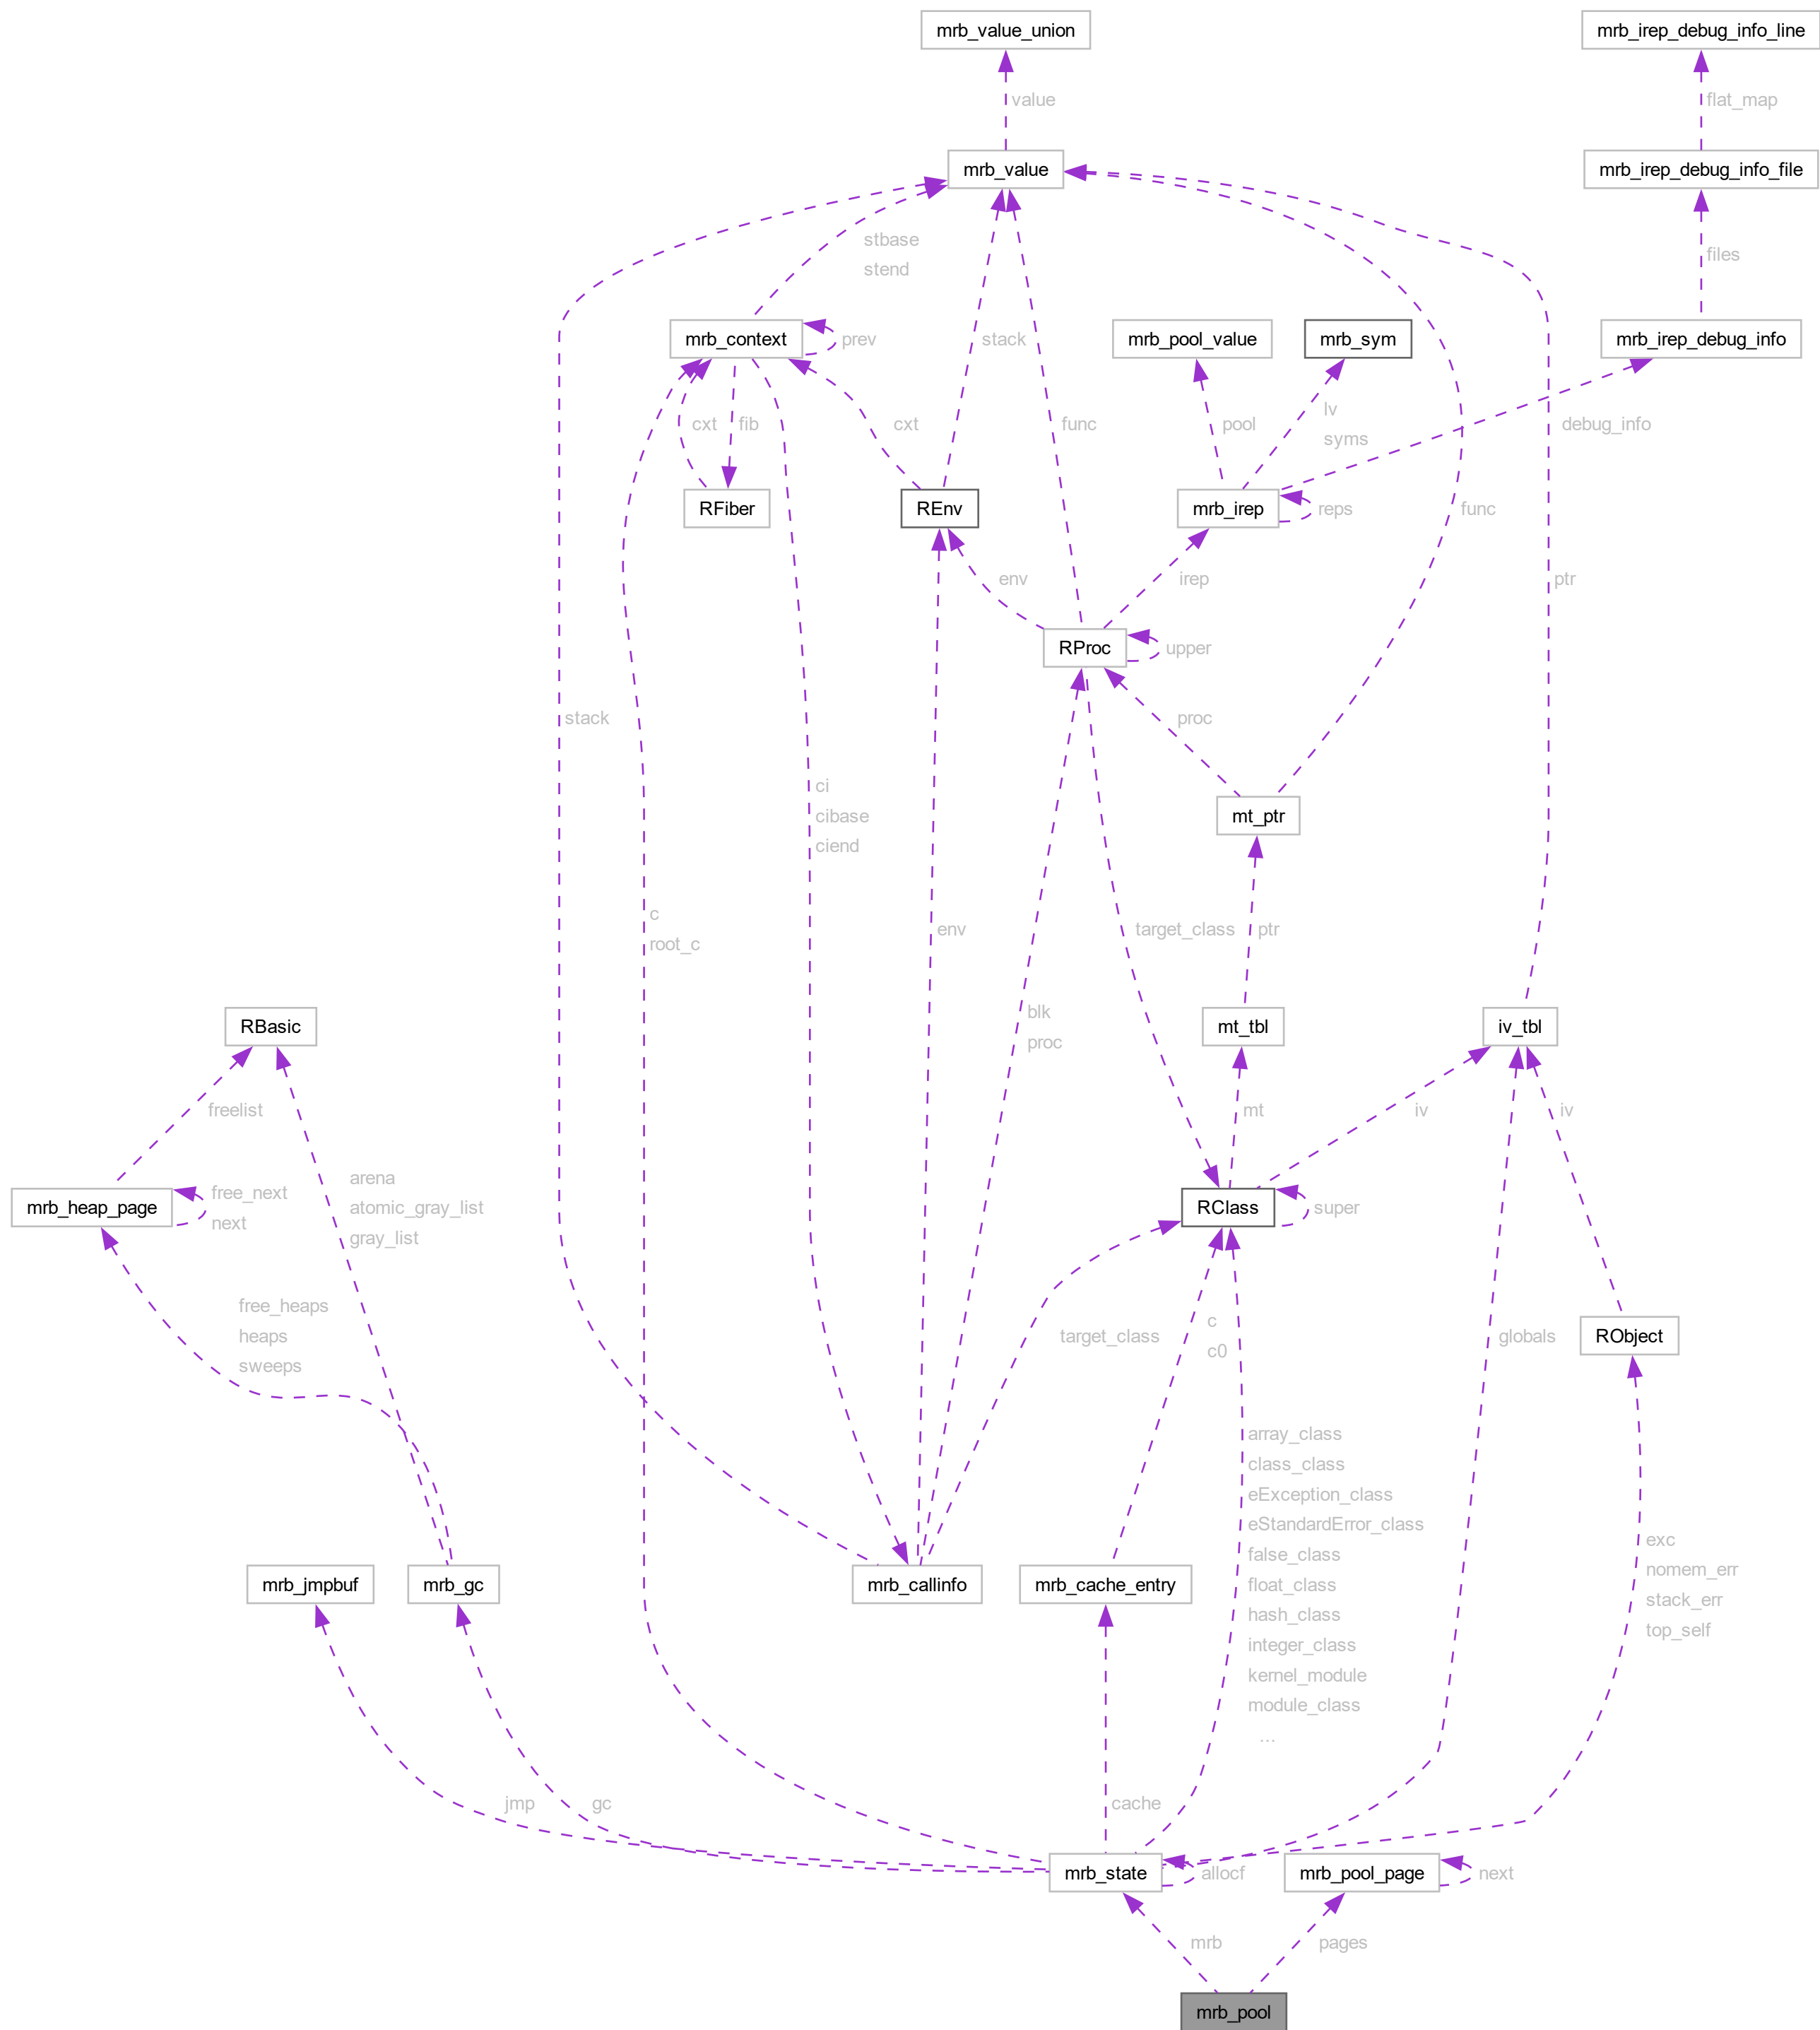 mrb_value_union
mrb_irep_debug_info_line
value
flat_map
mrb_value
mrb_irep_debug_info_file
stbase
stend
files
mrb_context
prev
stack
mrb_pool_value
mrb_sym
mrb_irep_debug_info
cxt
fib
cxt
func
pool
lv
syms
debug_info
RFiber
REnv
mrb_irep
reps
func
env
irep
ptr
RProc
upper
stack
proc
ci
cibase
ciend
mt_ptr
c
root_c
env
target_class
ptr
RBasic
blk
proc
mt_tbl
iv_tbl
freelist
mt
iv
iv
arena
atomic_gray_list
gray_list
mrb_heap_page
free_next
next
RClass
super
free_heaps
heaps
sweeps
target_class
c
c0
globals
RObject
array_class
class_class
eException_class
eStandardError_class
false_class
float_class
hash_class
integer_class
kernel_module
module_class
...
exc
nomem_err
stack_err
top_self
mrb_jmpbuf
mrb_gc
mrb_callinfo
mrb_cache_entry
jmp
gc
cache
mrb_state
allocf
mrb_pool_page
next
mrb
pages
mrb_pool